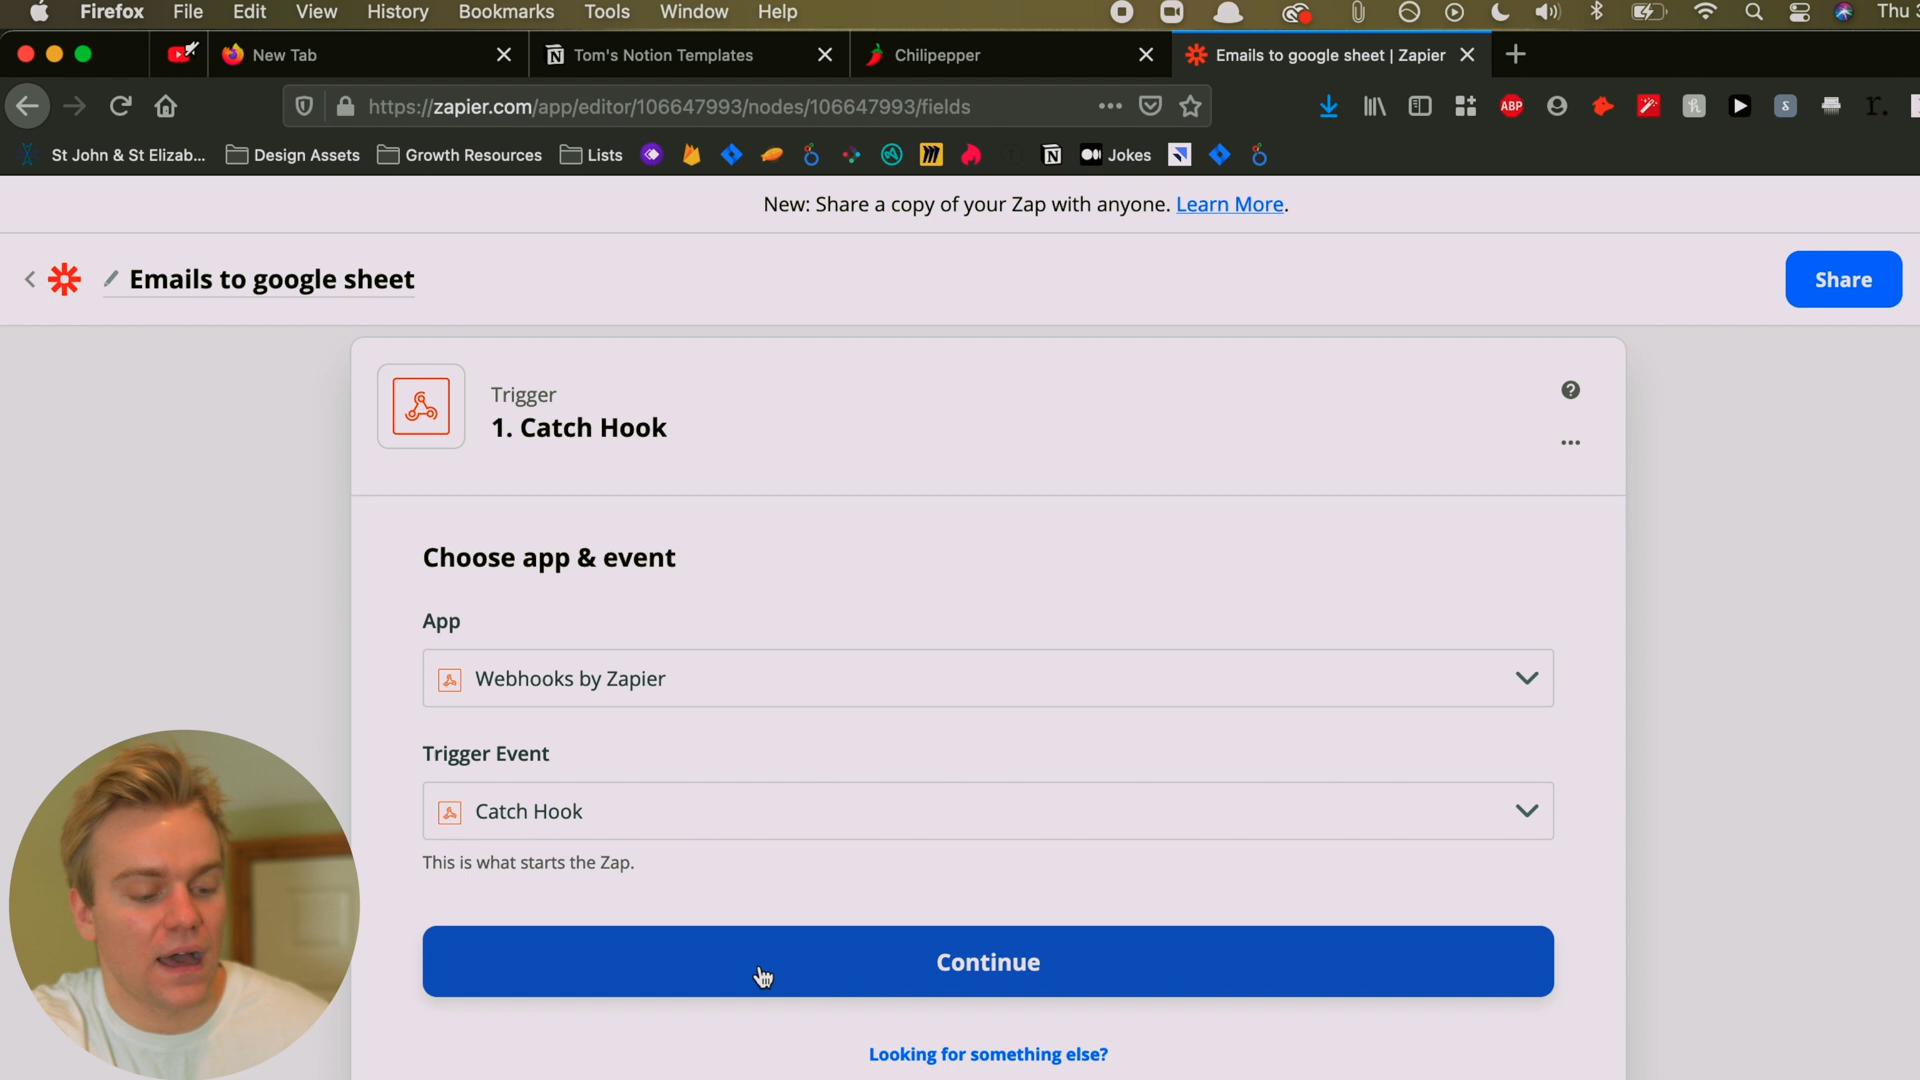 Firefox File Edit View History Bookmarks Tools Window Help Thu
New Tab Tom's Notion Templates Chilipepper Emails to google sheet | Zapier
https://zapier.com/app/editor/106647993/nodes/106647993/fields ABP
St John & St Elizab... Design Assets Growth Resources Lists Jokes
New: Share a copy of your Zap with anyone. Learn More.
Emails to google sheet
Share
Trigger
1. Catch Hook
Choose app & event
App
Webhooks by Zapier
Trigger Event
Catch Hook
This is what starts the Zap.
Continue
Looking for something else?